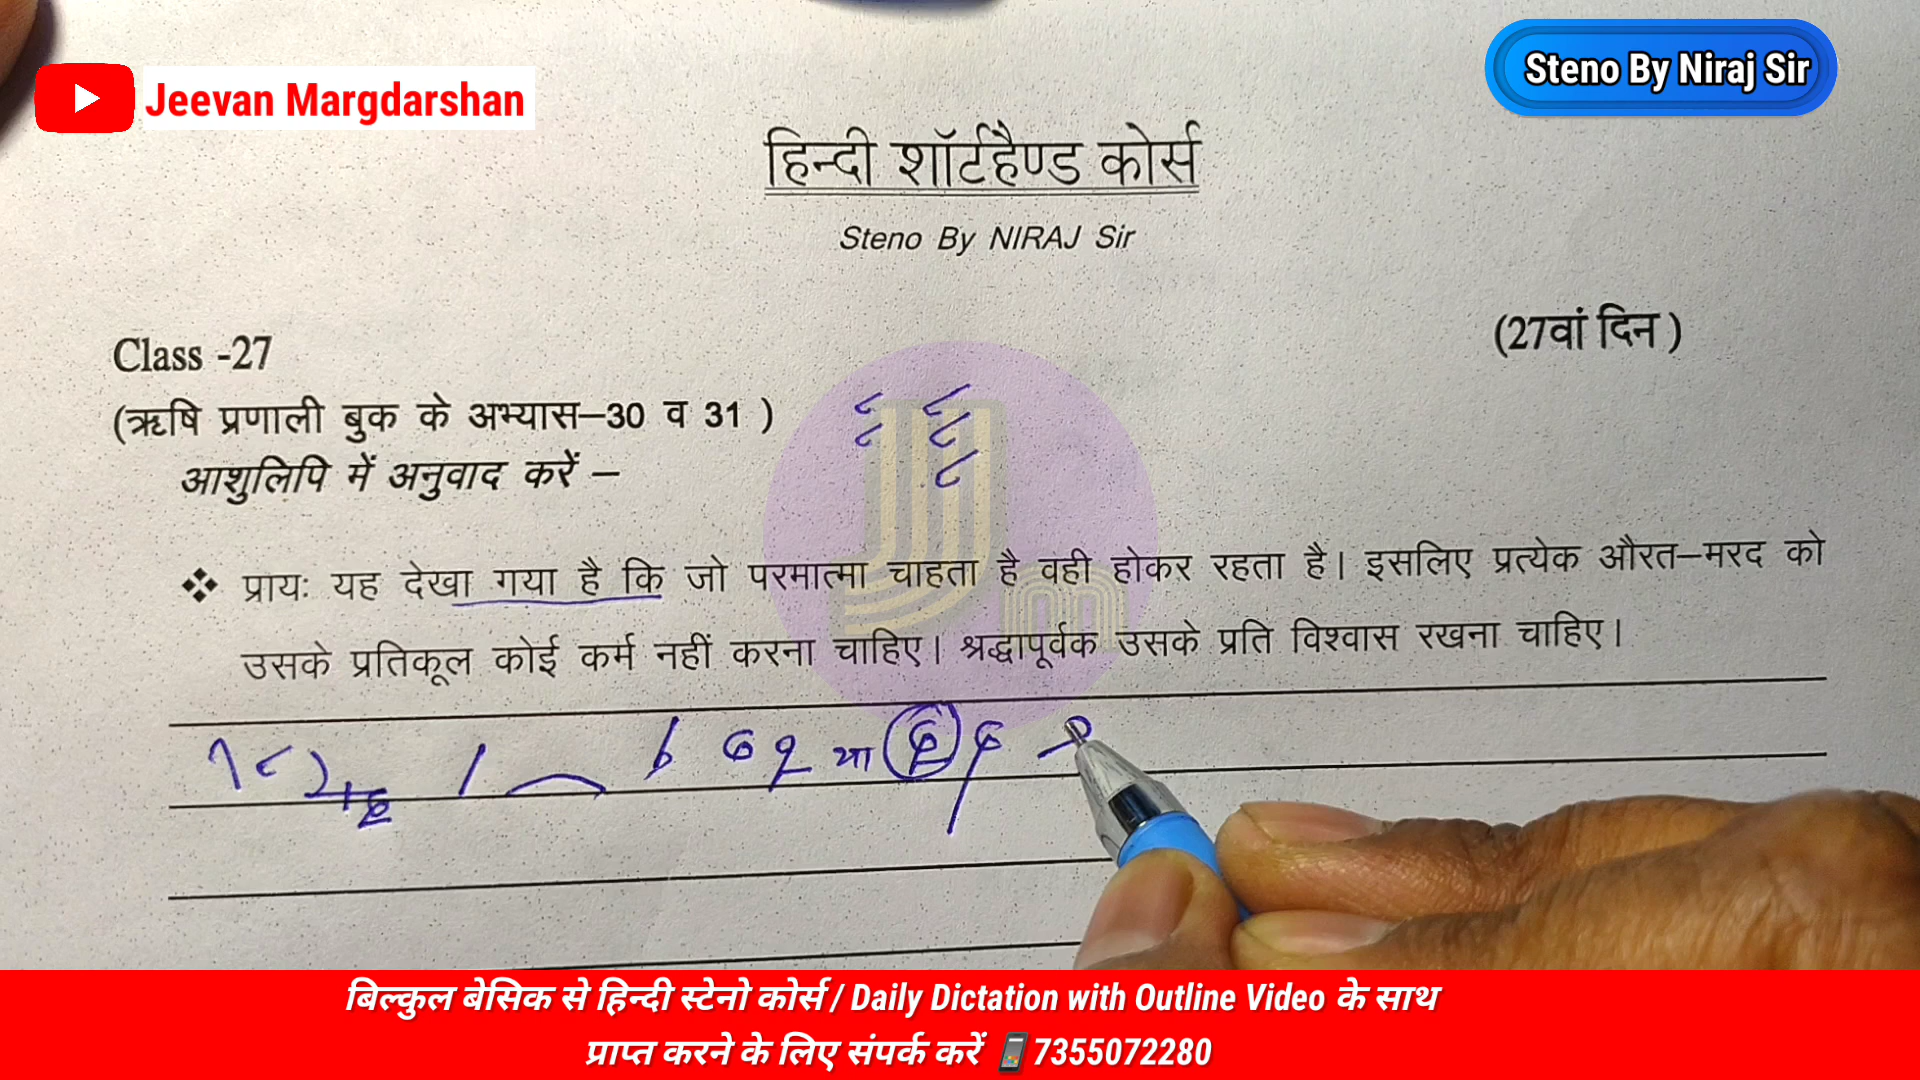 Jeevan Margdarshan
Steno By Niraj Sir
हिन्दी शॉर्टहैण्ड कोर्स
Steno By NIRAJ Sir
Class -27
(27वां दिन)
(ऋषि प्रणाली बुक के अभ्यास–30 व 31 )
आशुलिपि में अनुवाद करें –
❖ प्रायः यह देखा गया है कि जो परमात्मा चाहता है वही होकर रहता है। इसलिए प्रत्येक औरत–मरद को
उसके प्रतिकूल कोई कर्म नहीं करना चाहिए। श्रद्धापूर्वक उसके प्रति विश्वास रखना चाहिए।
या
बिल्कुल बेसिक से हिन्दी स्टेनो कोर्स / Daily Dictation with Outline Video के साथ
प्राप्त करने के लिए संपर्क करें 📱7355072280